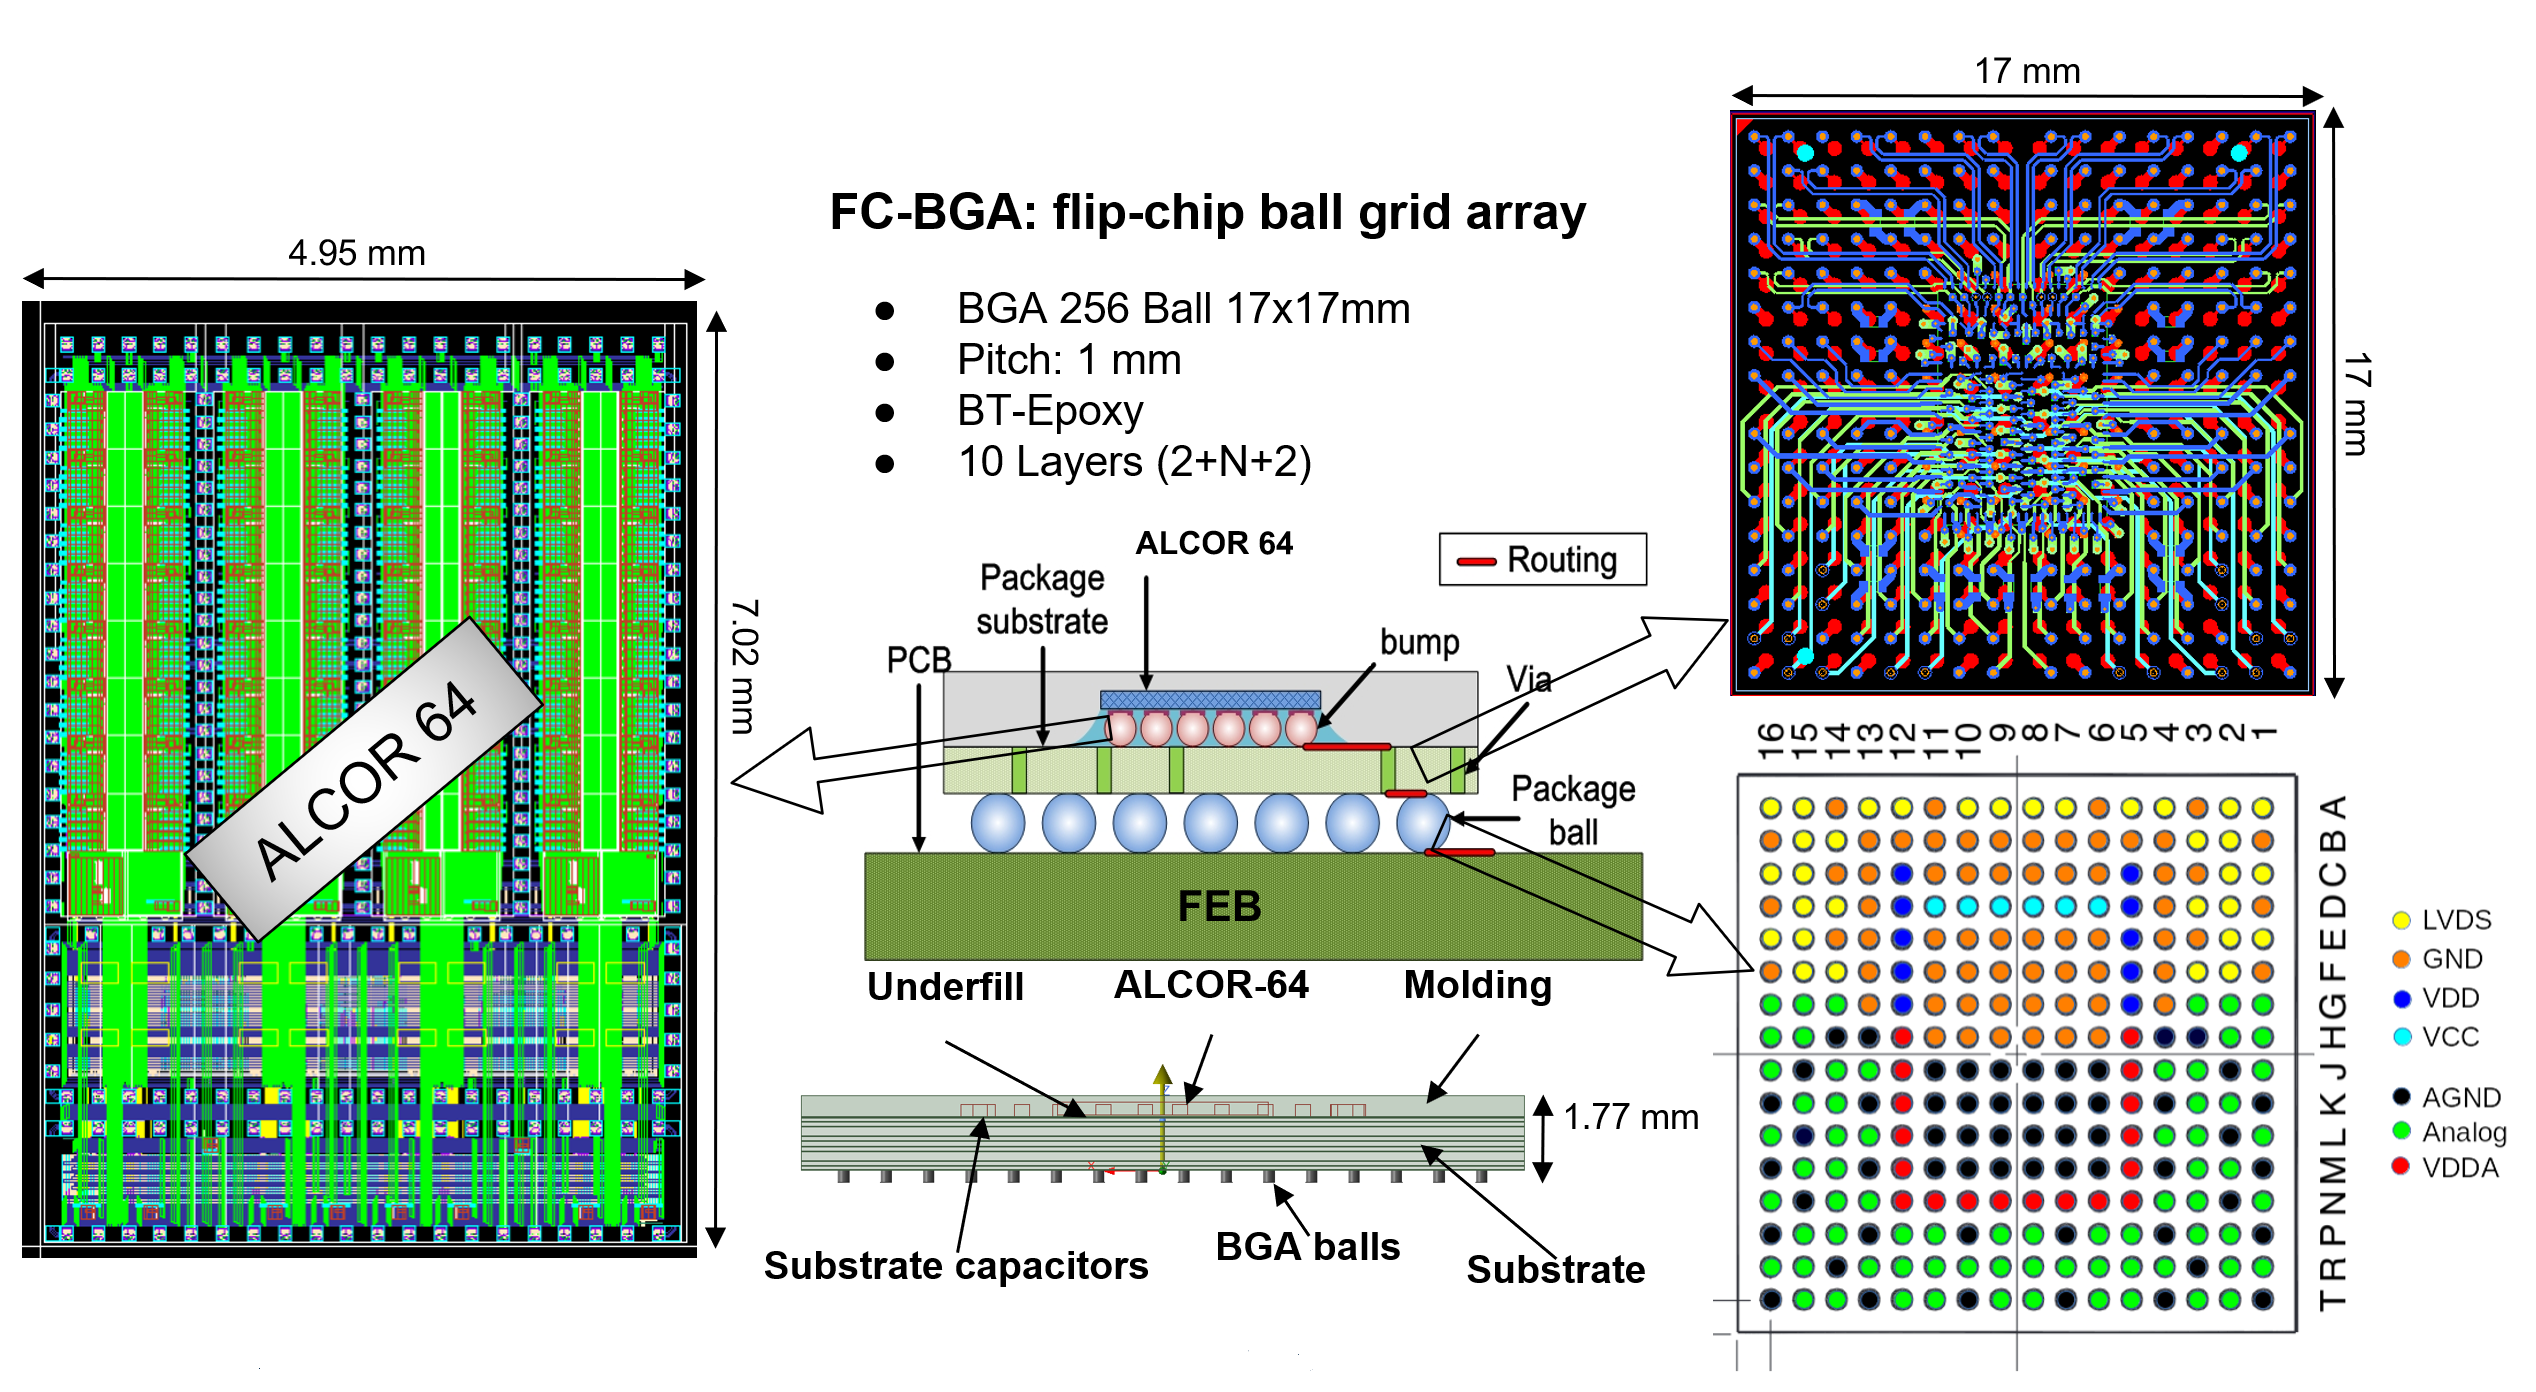 4.95 mm
7.02 mm
ALCOR 64
FC-BGA: flip-chip ball grid array
● BGA 256 Ball 17x17mm
● Pitch: 1 mm
● BT-Epoxy
● 10 Layers (2+N+2)
ALCOR 64
Routing
Package
substrate
PCB
bump
Via
Package
ball
FEB
Underfill
ALCOR-64
Molding
1.77 mm
Z
X
Y
Substrate capacitors
BGA balls
Substrate
17 mm
17 mm
16 15 14 13 12 11 10 9 8 7 6 5 4 3 2 1
A
B
C
D
E
F
G
H
J
K
L
M
N
P
R
T
LVDS
GND
VDD
VCC
AGND
Analog
VDDA